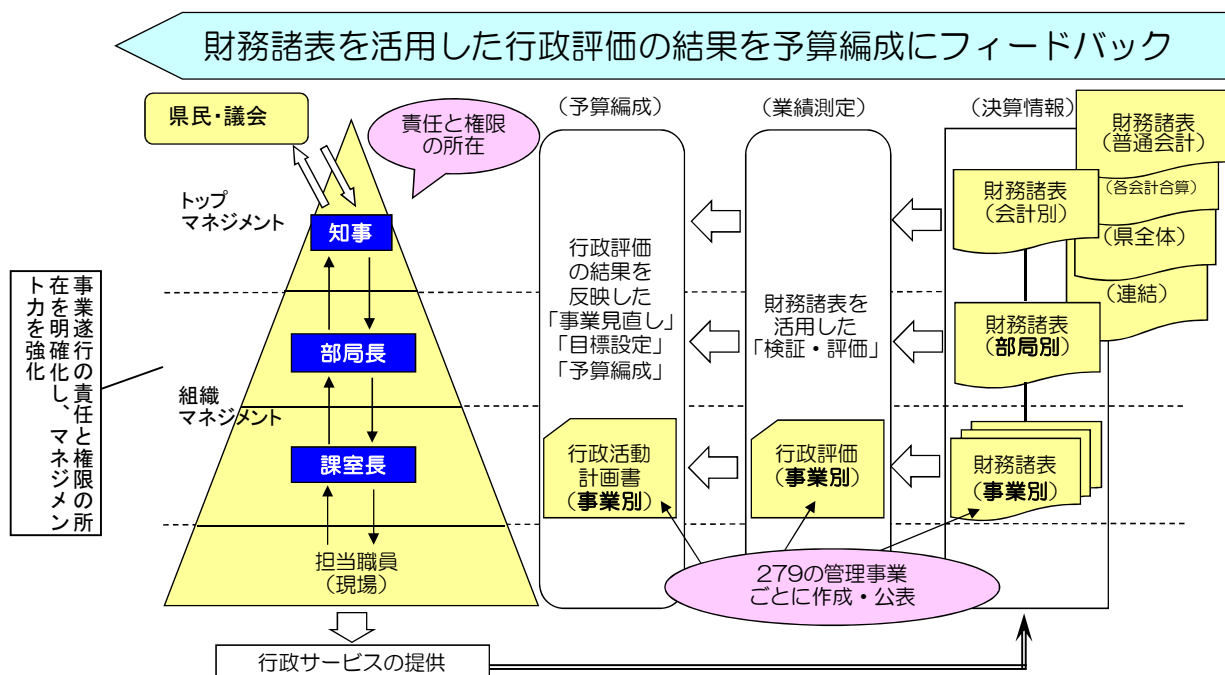 財務諸表を活用した行政評価の結果を予算編成にフィードバック
県民・議会
責任と権限
の所在
トップ
マネジメント
知事
部局長
組織
マネジメント
課室長
担当職員
(現場)
事業遂行の責任と権限の所
在を明確化し、マネジメン
ト力を強化
行政サービスの提供
(予算編成)
行政評価
の結果を
反映した
「事業見直し」
「目標設定」
「予算編成」
行政活動
計画書
(事業別)
(業績測定)
財務諸表を
活用した
「検証・評価」
行政評価
(事業別)
(決算情報)
財務諸表
(普通会計)
(各会計合算)
(県全体)
(連結)
財務諸表
(会計別)
財務諸表
(部局別)
財務諸表
(事業別)
279の管理事業
ごとに作成・公表